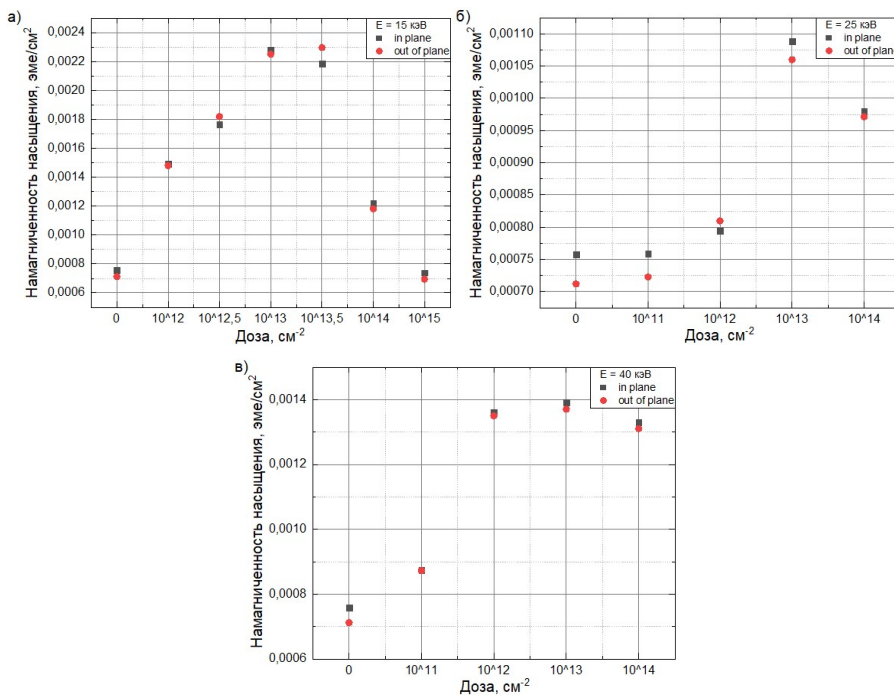 а)
E = 15 кэВ
in plane
out of plane
Намагниченность насыщения, эме/см²
0,0024
0,0022
0,0020
0,0018
0,0016
0,0014
0,0012
0,0010
0,0008
0,0006
0
10^12
10^12,5
10^13
10^13,5
10^14
10^15
Доза, см⁻²
б)
E = 25 кэВ
in plane
out of plane
Намагниченность насыщения, эме/см²
0,00110
0,00105
0,00100
0,00095
0,00090
0,00085
0,00080
0,00075
0,00070
0
10^11
10^12
10^13
10^14
Доза, см⁻²
в)
E = 40 кэВ
in plane
out of plane
Намагниченность насыщения, эме/см²
0,0014
0,0012
0,0010
0,0008
0,0006
0
10^11
10^12
10^13
10^14
Доза, см⁻²